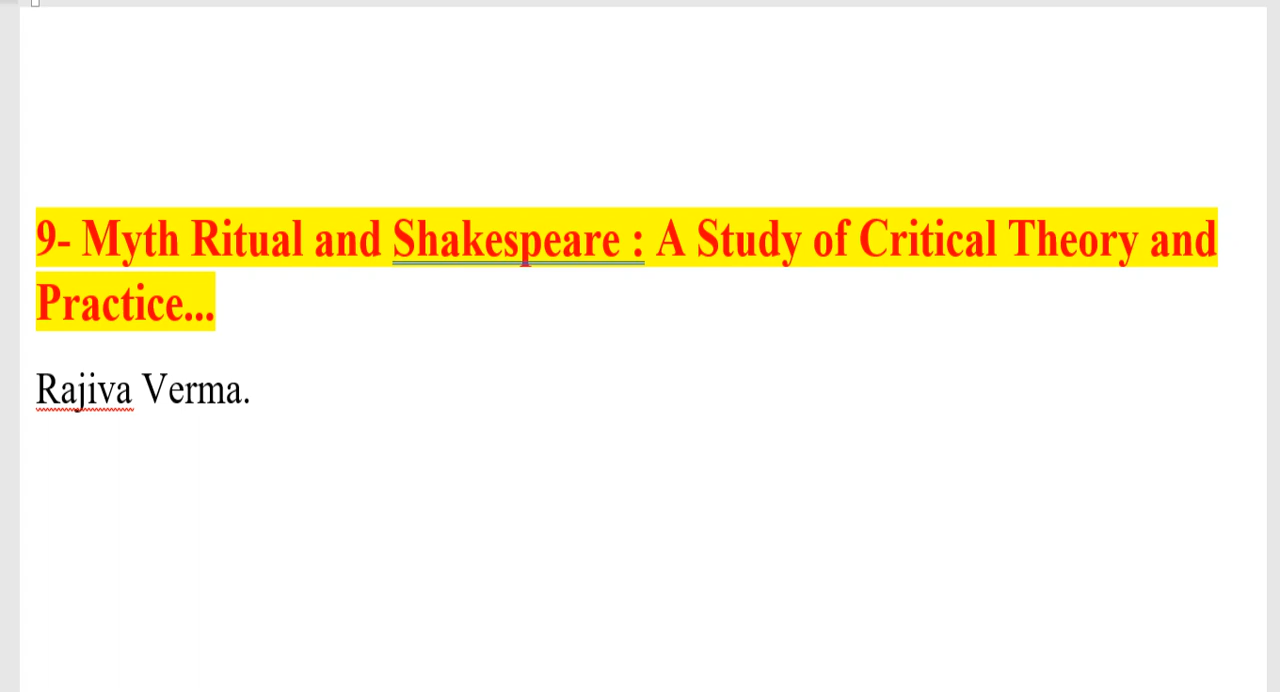 9- Myth Ritual and Shakespeare : A Study of Critical Theory and
Practice...
Rajiva Verma.